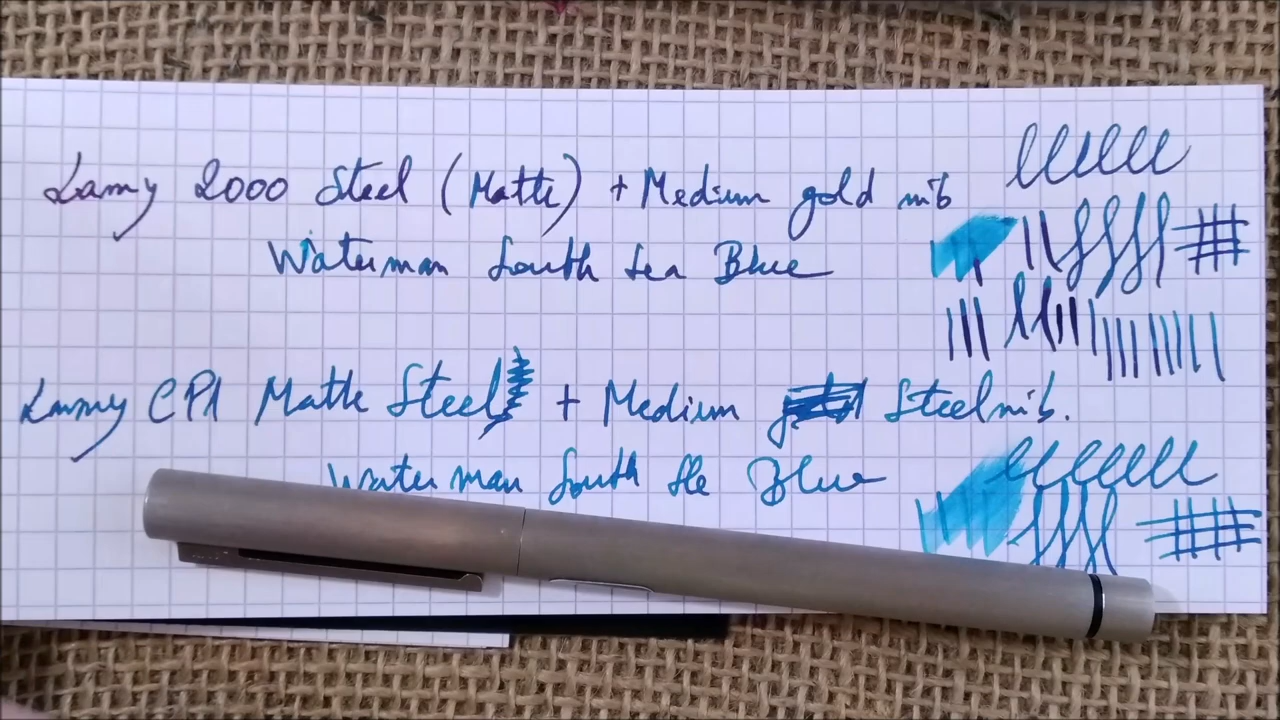 Lamy 2000 Steel (Matte) + Medium gold nib
Waterman South Sea Blue
Lamy CP1 Matte Steel + Medium Steel nib.
Waterman South Se Blue